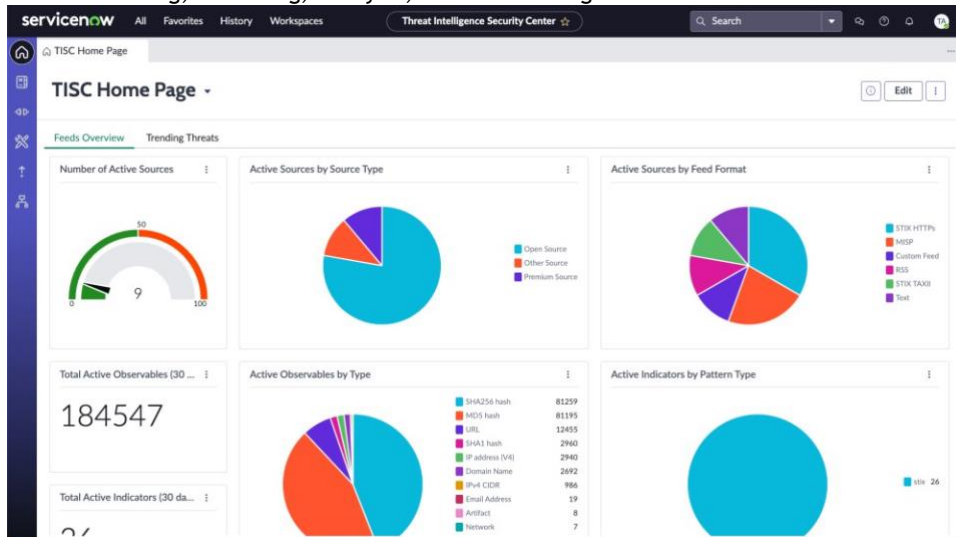 servicenow All Favorites History Workspaces Threat Intelligence Security Center ☆ Search
TISC Home Page
TISC Home Page
Edit
Feeds Overview Trending Threats
Number of Active Sources
50
9
0 100
Active Sources by Source Type
Open Source
Other Source
Premium Source
Active Sources by Feed Format
STIX HTTPs
MISP
Custom Feed
RSS
STIX TAXII
Text
Total Active Observables (30 ...
184547
Total Active Indicators (30 da...
Active Observables by Type
SHA256 hash 81259
MD5 hash 81195
URL 12455
SHA1 hash 2960
IP address (V4) 2940
Domain Name 2692
IPv4 CIDR 986
Email Address 19
Artifact 8
Network 7
Active Indicators by Pattern Type
stix 26